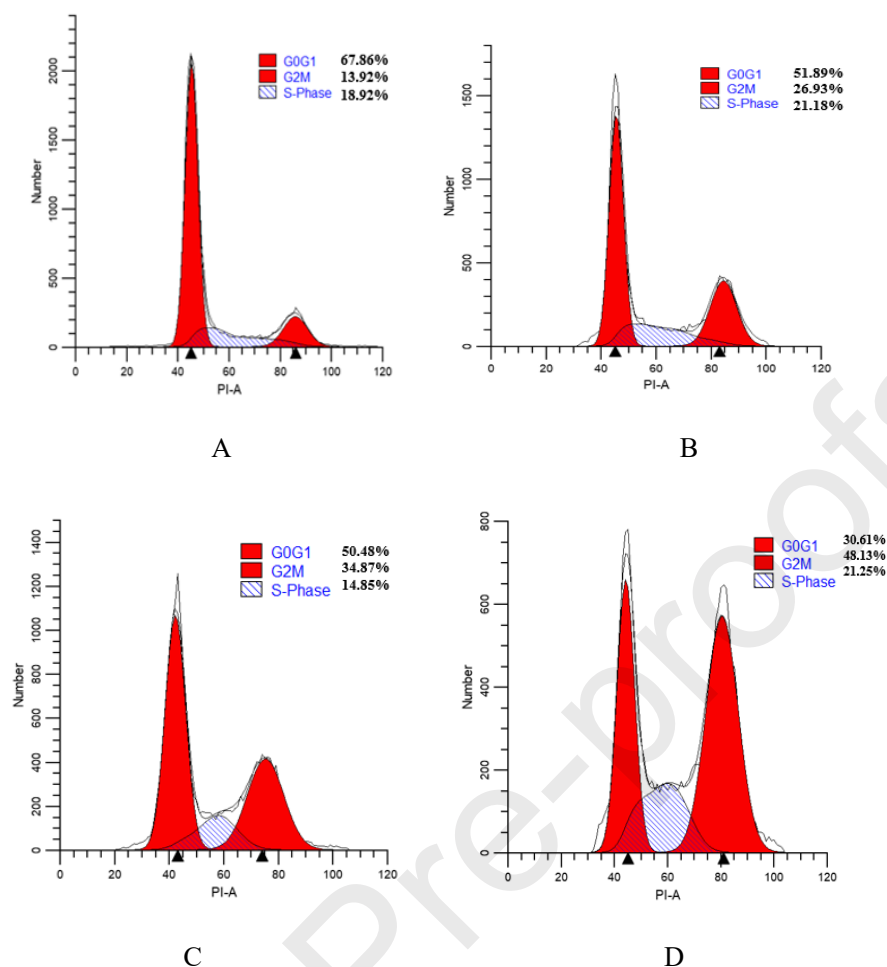 2000
1500
1000
500
0
Number
G0G1 67.86%
G2M 13.92%
S-Phase 18.92%
0 20 40 60 80 100 120
PI-A
A
1500
1000
500
0
Number
G0G1 51.89%
G2M 26.93%
S-Phase 21.18%
0 20 40 60 80 100 120
PI-A
B
1400
1200
1000
800
600
400
200
0
Number
G0G1 50.48%
G2M 34.87%
S-Phase 14.85%
0 20 40 60 80 100 120
PI-A
C
800
600
400
200
0
Number
G0G1 30.61%
G2M 48.13%
S-Phase 21.25%
0 20 40 60 80 100 120
PI-A
D
Pre-proof